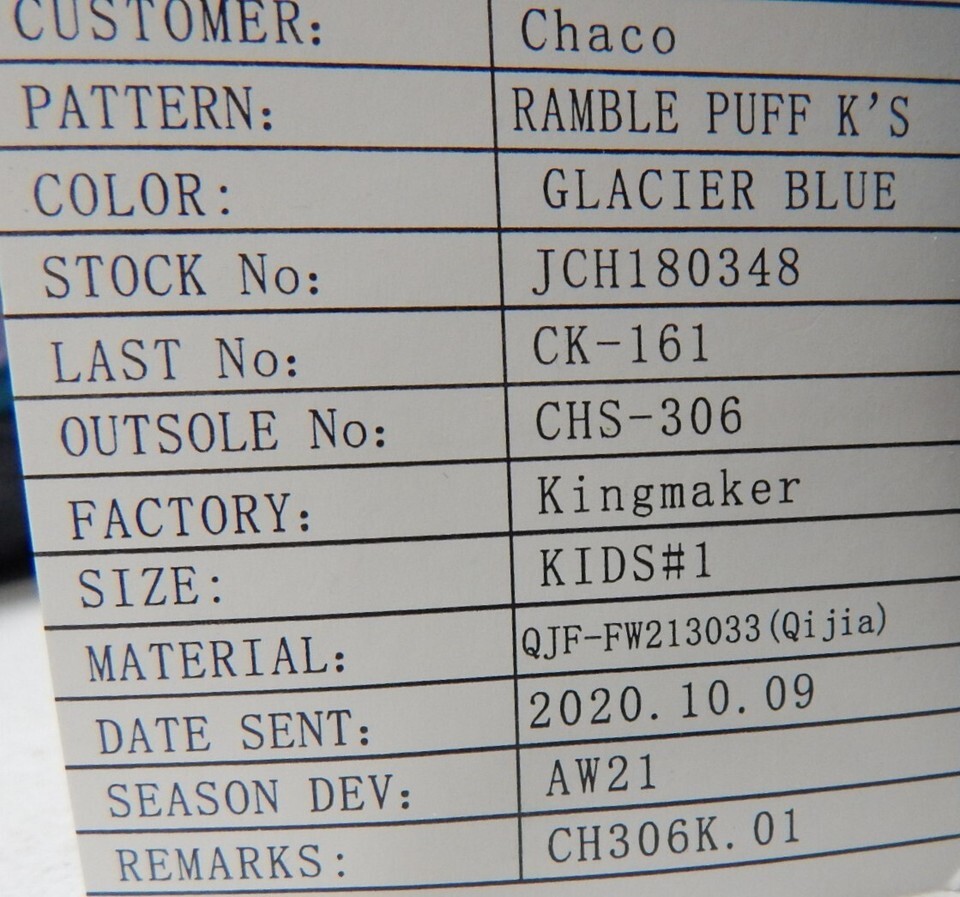 CUSTOMER: Chaco
PATTERN: RAMBLE PUFF K'S
COLOR: GLACIER BLUE
STOCK No: JCH180348
LAST No: CK-161
OUTSOLE No: CHS-306
FACTORY: Kingmaker
SIZE: KIDS#1
MATERIAL: QJF-FW213033(Qijia)
DATE SENT: 2020.10.09
SEASON DEV: AW21
REMARKS: CH306K.01